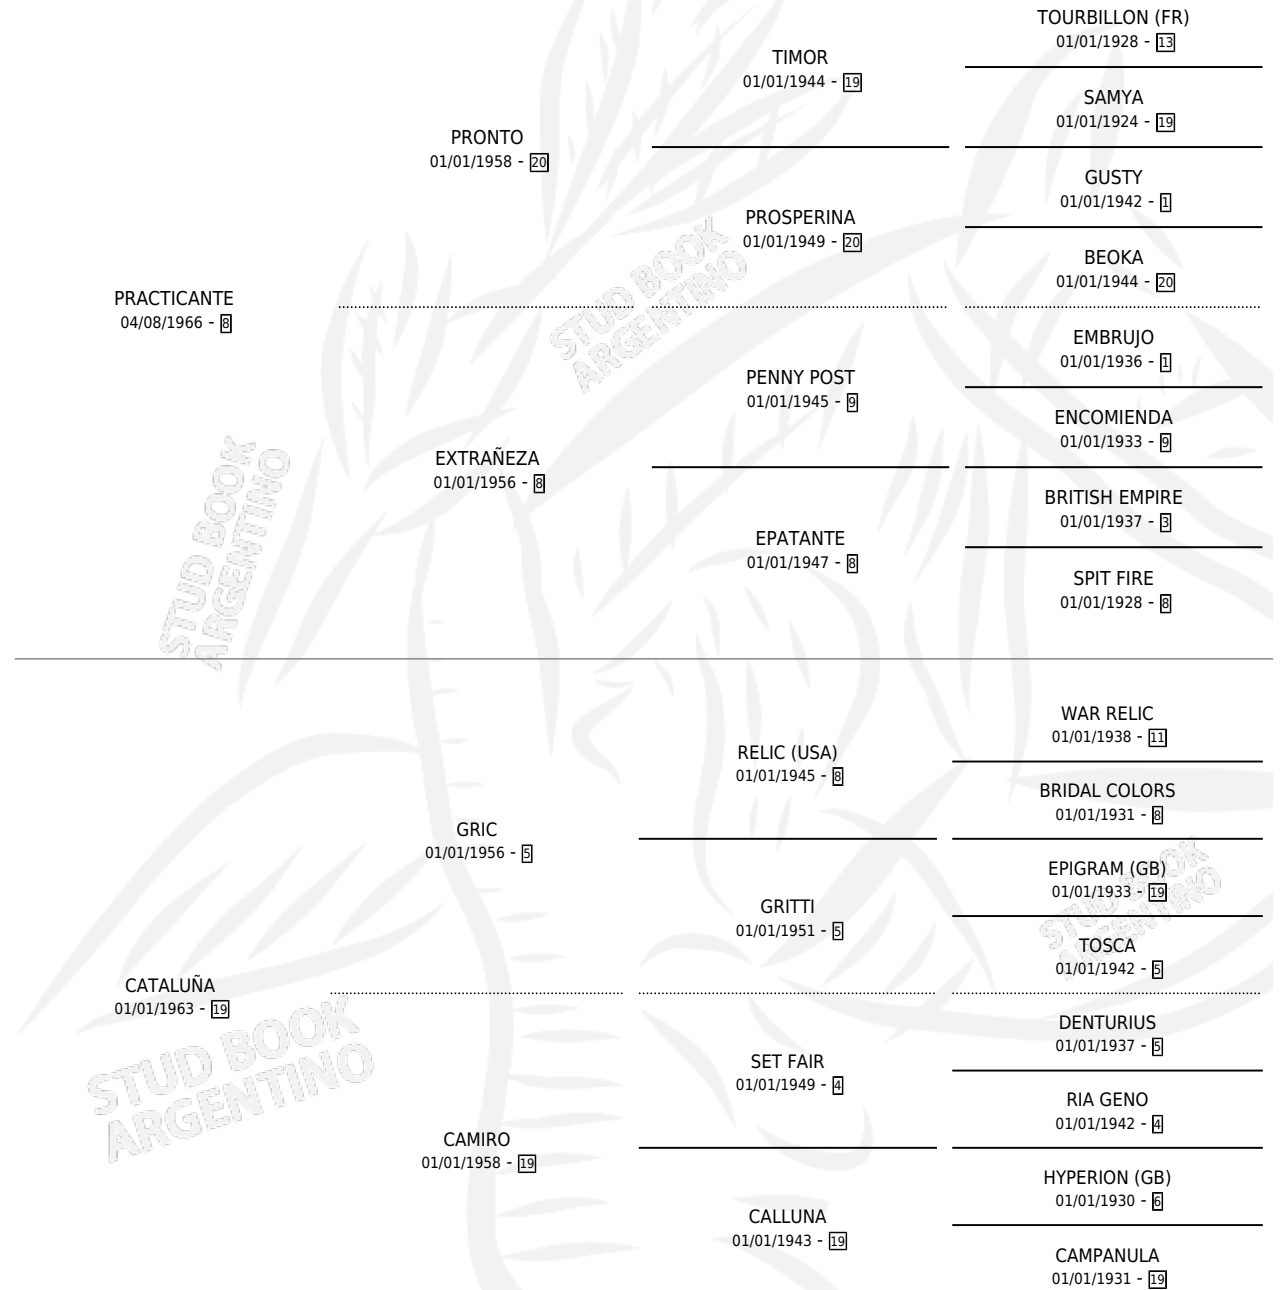 TOURBILLON (FR)
01/01/1928 - 13
TIMOR
01/01/1944 - 19
SAMYA
01/01/1924 - 19
PRONTO
01/01/1958 - 20
GUSTY
01/01/1942 - 1
PROSPERINA
01/01/1949 - 20
BEOKA
01/01/1944 - 20
PRACTICANTE
04/08/1966 - 8
EMBRUJO
01/01/1936 - 1
PENNY POST
01/01/1945 - 9
ENCOMIENDA
01/01/1933 - 9
EXTRAÑEZA
01/01/1956 - 8
BRITISH EMPIRE
01/01/1937 - 3
EPATANTE
01/01/1947 - 8
SPIT FIRE
01/01/1928 - 8
STUD BOOK
ARGENTINO
STUD BOOK
ARGENTINO
WAR RELIC
01/01/1938 - 11
RELIC (USA)
01/01/1945 - 8
BRIDAL COLORS
01/01/1931 - 8
GRIC
01/01/1956 - 5
EPIGRAM (GB)
01/01/1933 - 19
GRITTI
01/01/1951 - 5
TOSCA
01/01/1942 - 5
CATALUÑA
01/01/1963 - 19
DENTURIUS
01/01/1937 - 5
SET FAIR
01/01/1949 - 4
RIA GENO
01/01/1942 - 4
CAMIRO
01/01/1958 - 19
HYPERION (GB)
01/01/1930 - 6
CALLUNA
01/01/1943 - 19
CAMPANULA
01/01/1931 - 19
STUD BOOK
ARGENTINO
STUD BOOK
ARGENTINO